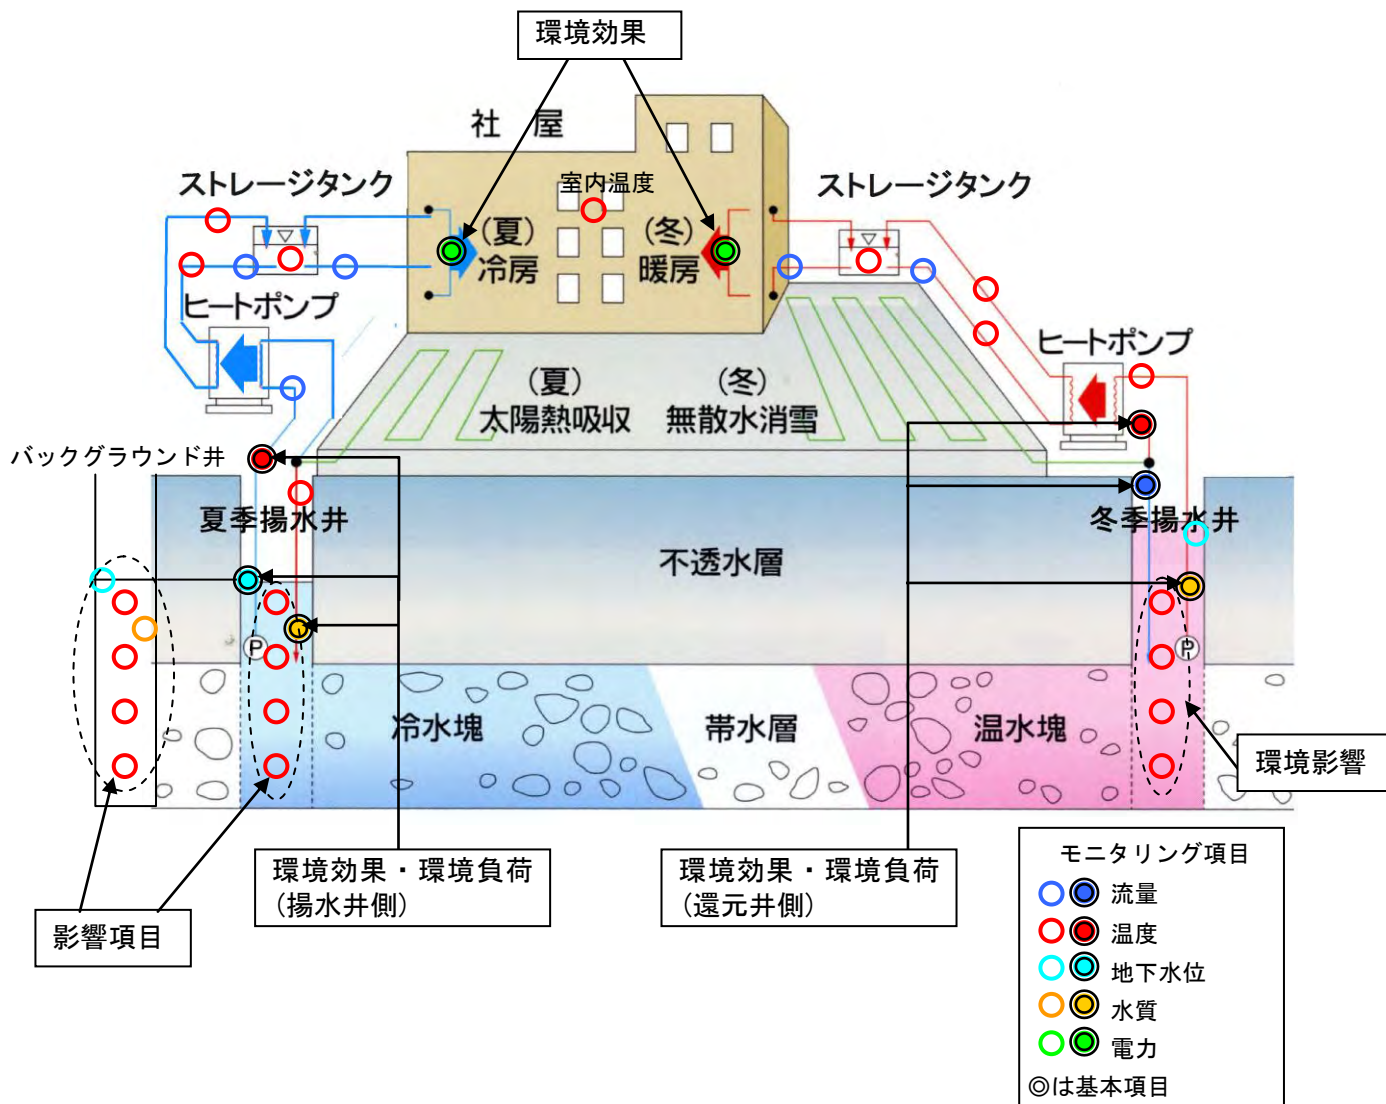 環境効果
社　屋
ストレージタンク
室内温度
ストレージタンク
(夏)
冷房
(冬)
暖房
ヒートポンプ
ヒートポンプ
(夏)
太陽熱吸収
(冬)
無散水消雪
バックグラウンド井
夏季揚水井
冬季揚水井
不透水層
P
P
冷水塊
帯水層
温水塊
環境影響
環境効果・環境負荷
(揚水井側)
環境効果・環境負荷
(還元井側)
影響項目
モニタリング項目
流量
温度
地下水位
水質
電力
◎は基本項目